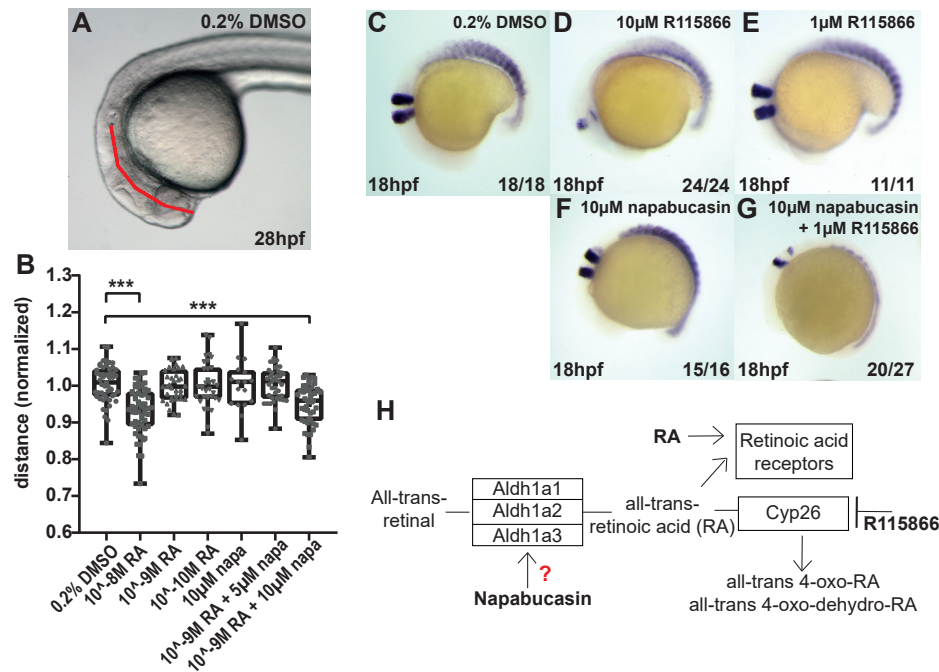 A
0.2% DMSO
28hpf
C
0.2% DMSO
18hpf
18/18
D
10µM R115866
18hpf
24/24
E
1µM R115866
18hpf
11/11
F
10µM napabucasin
18hpf
15/16
G
10µM napabucasin
+ 1µM R115866
18hpf
20/27
B
distance (normalized)
1.3
1.2
1.1
1.0
0.9
0.8
0.7
0.6
***
***
0.2% DMSO
10^-8M RA
10^-9M RA
10^-10M RA
10µM napa
10^-9M RA + 5µM napa
10^-9M RA + 10µM napa
H
All-trans-
retinal
Aldh1a1
Aldh1a2
Aldh1a3
?
Napabucasin
all-trans-
retinoic acid (RA)
RA
Retinoic acid
receptors
Cyp26
R115866
all-trans 4-oxo-RA
all-trans 4-oxo-dehydro-RA